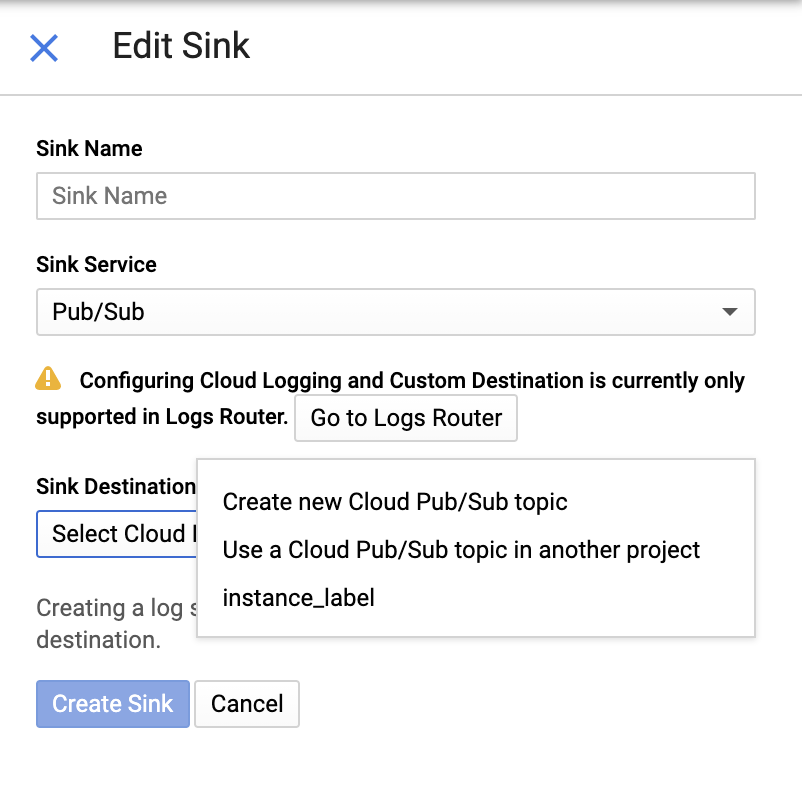 Edit Sink
Sink Name
Sink Name
Sink Service
Pub/Sub
Configuring Cloud Logging and Custom Destination is currently only
supported in Logs Router. Go to Logs Router
Sink Destination
Select Cloud
Create new Cloud Pub/Sub topic
Use a Cloud Pub/Sub topic in another project
instance_label
Creating a log
destination.
Create Sink Cancel